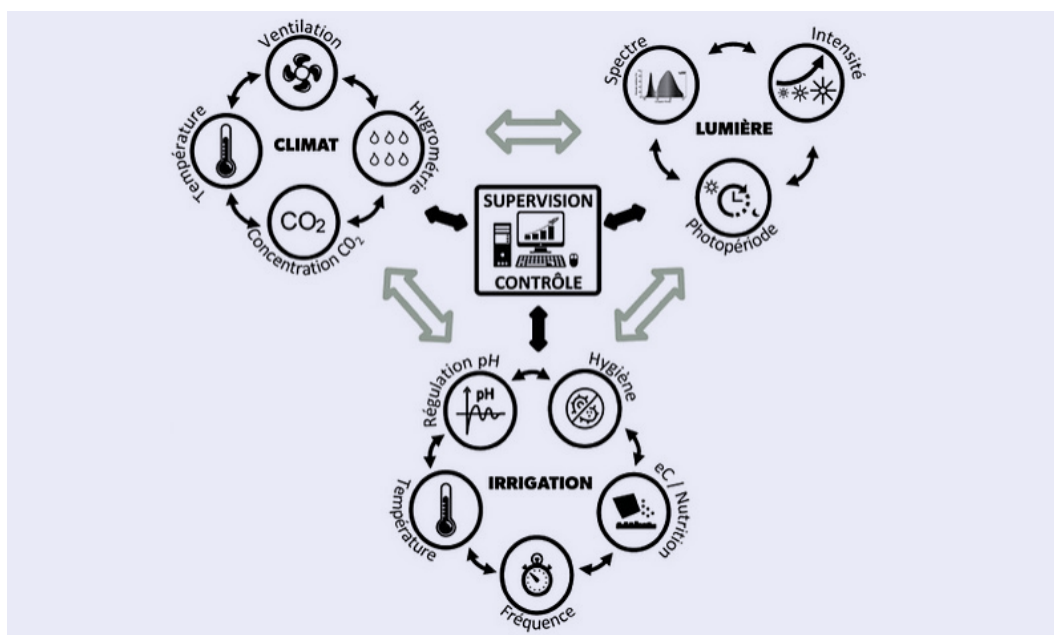 Ventilation
Température
CLIMAT
Hygrométrie
CO₂
Concentration CO₂
Spectre
Intensité
LUMIÈRE
Photopériode
SUPERVISION
CONTRÔLE
Régulation pH
pH
Hygiène
Température
IRRIGATION
eC / Nutrition
Fréquence